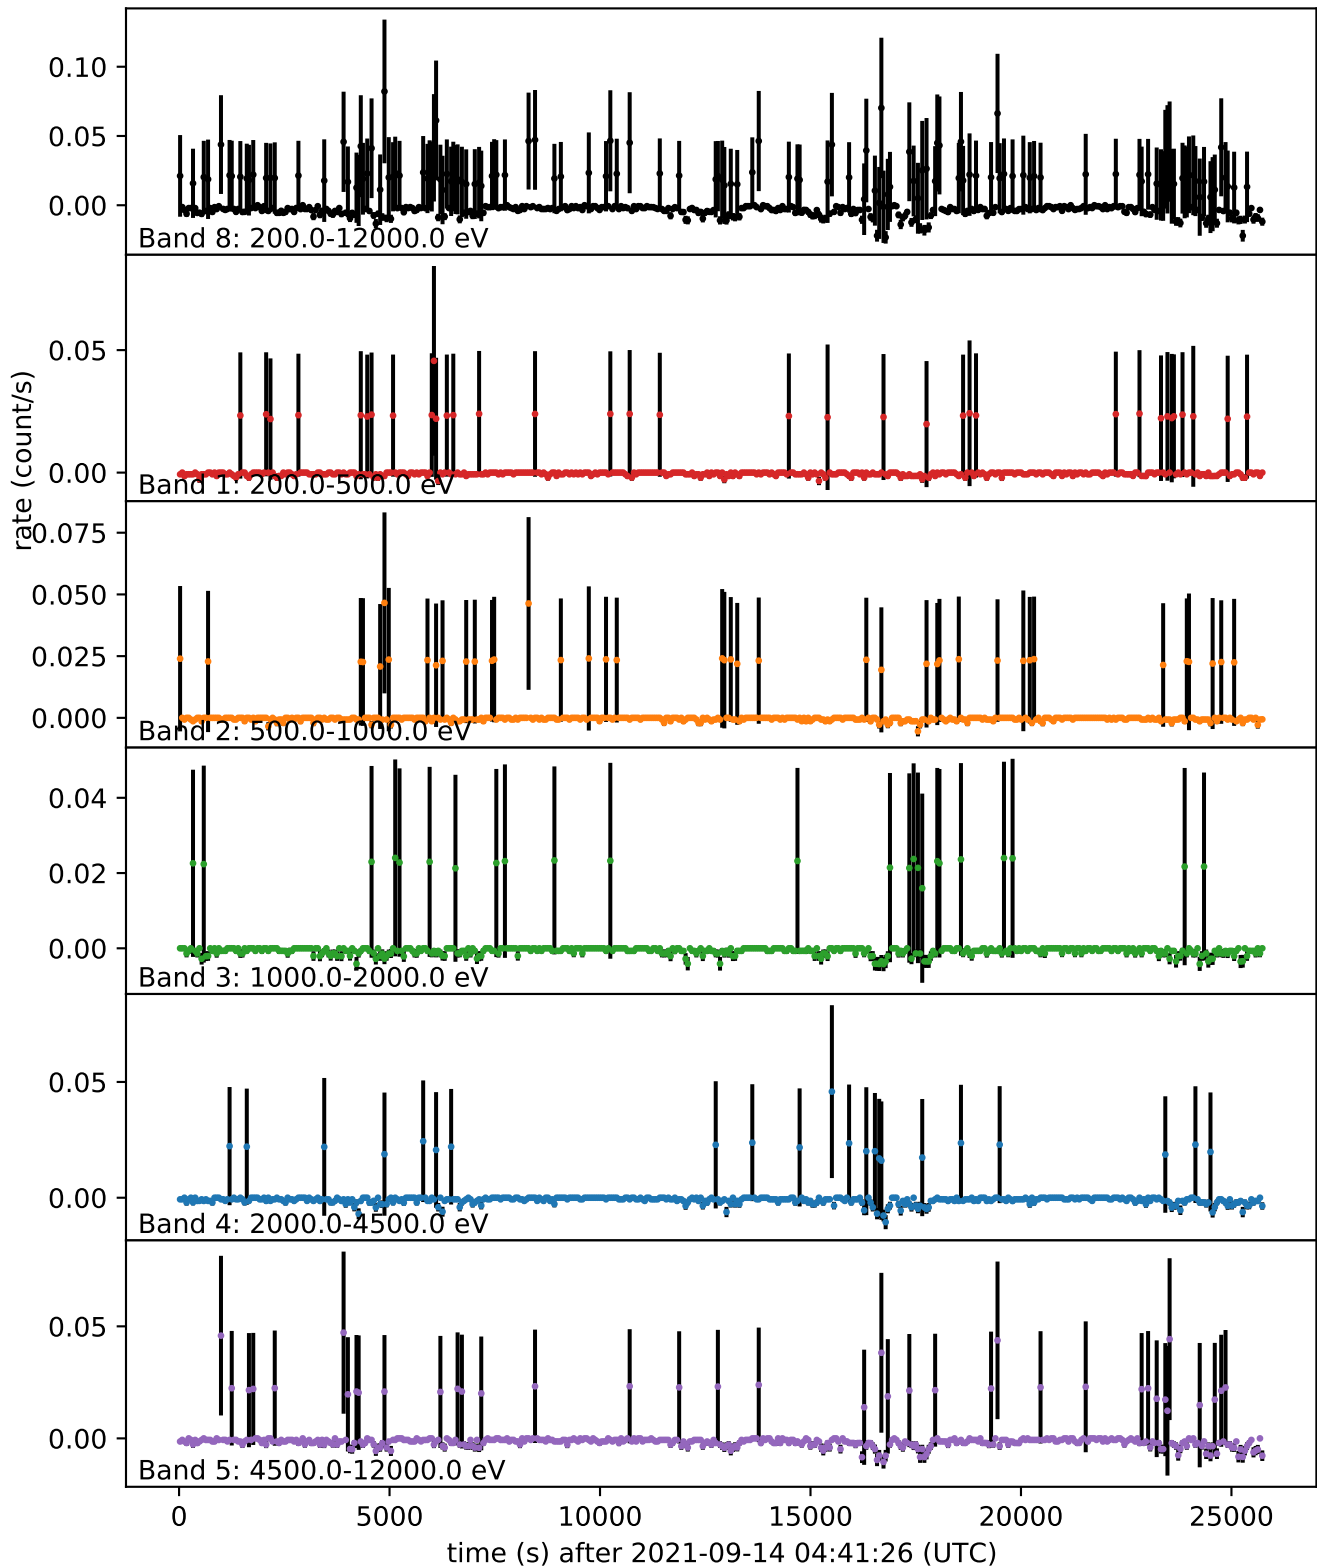 0.10
0.05
0.00
Band 8: 200.0-12000.0 eV
0.05
0.00
Band 1: 200.0-500.0 eV
rate (count/s)
0.075
0.050
0.025
0.000
Band 2: 500.0-1000.0 eV
0.04
0.02
0.00
Band 3: 1000.0-2000.0 eV
0.05
0.00
Band 4: 2000.0-4500.0 eV
0.05
0.00
Band 5: 4500.0-12000.0 eV
0 5000 10000 15000 20000 25000
time (s) after 2021-09-14 04:41:26 (UTC)